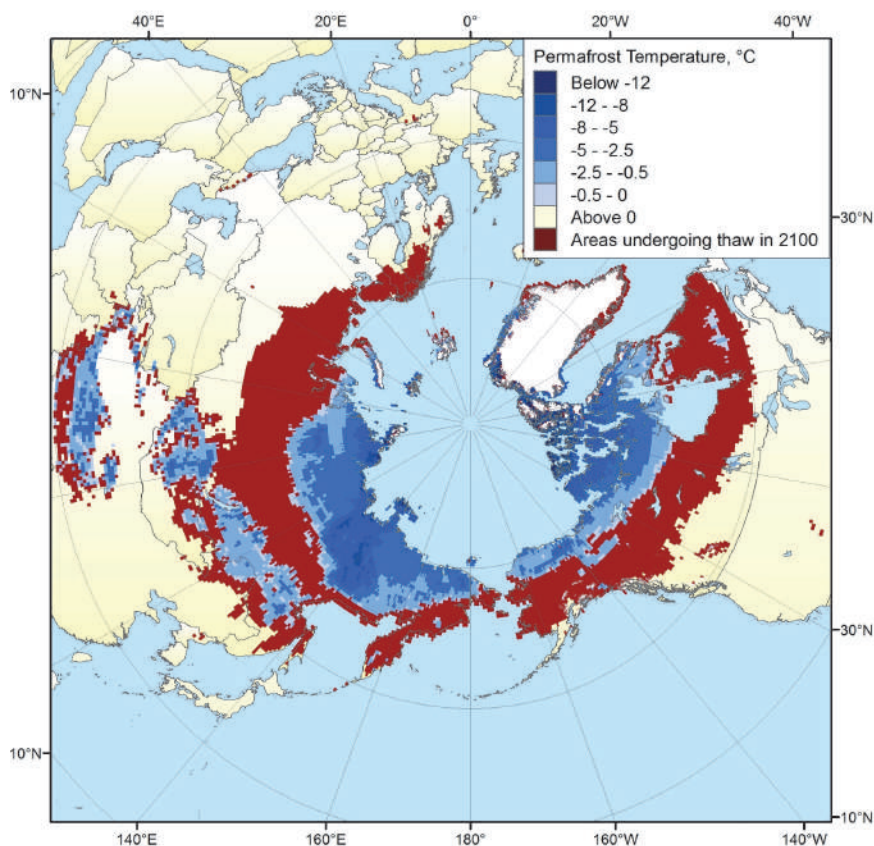 40°E 20°E 0° 20°W 40°W
Permafrost Temperature, °C
Below -12
-12 - -8
-8 - -5
-5 - -2.5
-2.5 - -0.5
-0.5 - 0
Above 0
Areas undergoing thaw in 2100
10°N
30°N
30°N
10°N
10°N
140°E 160°E 180° 160°W 140°W